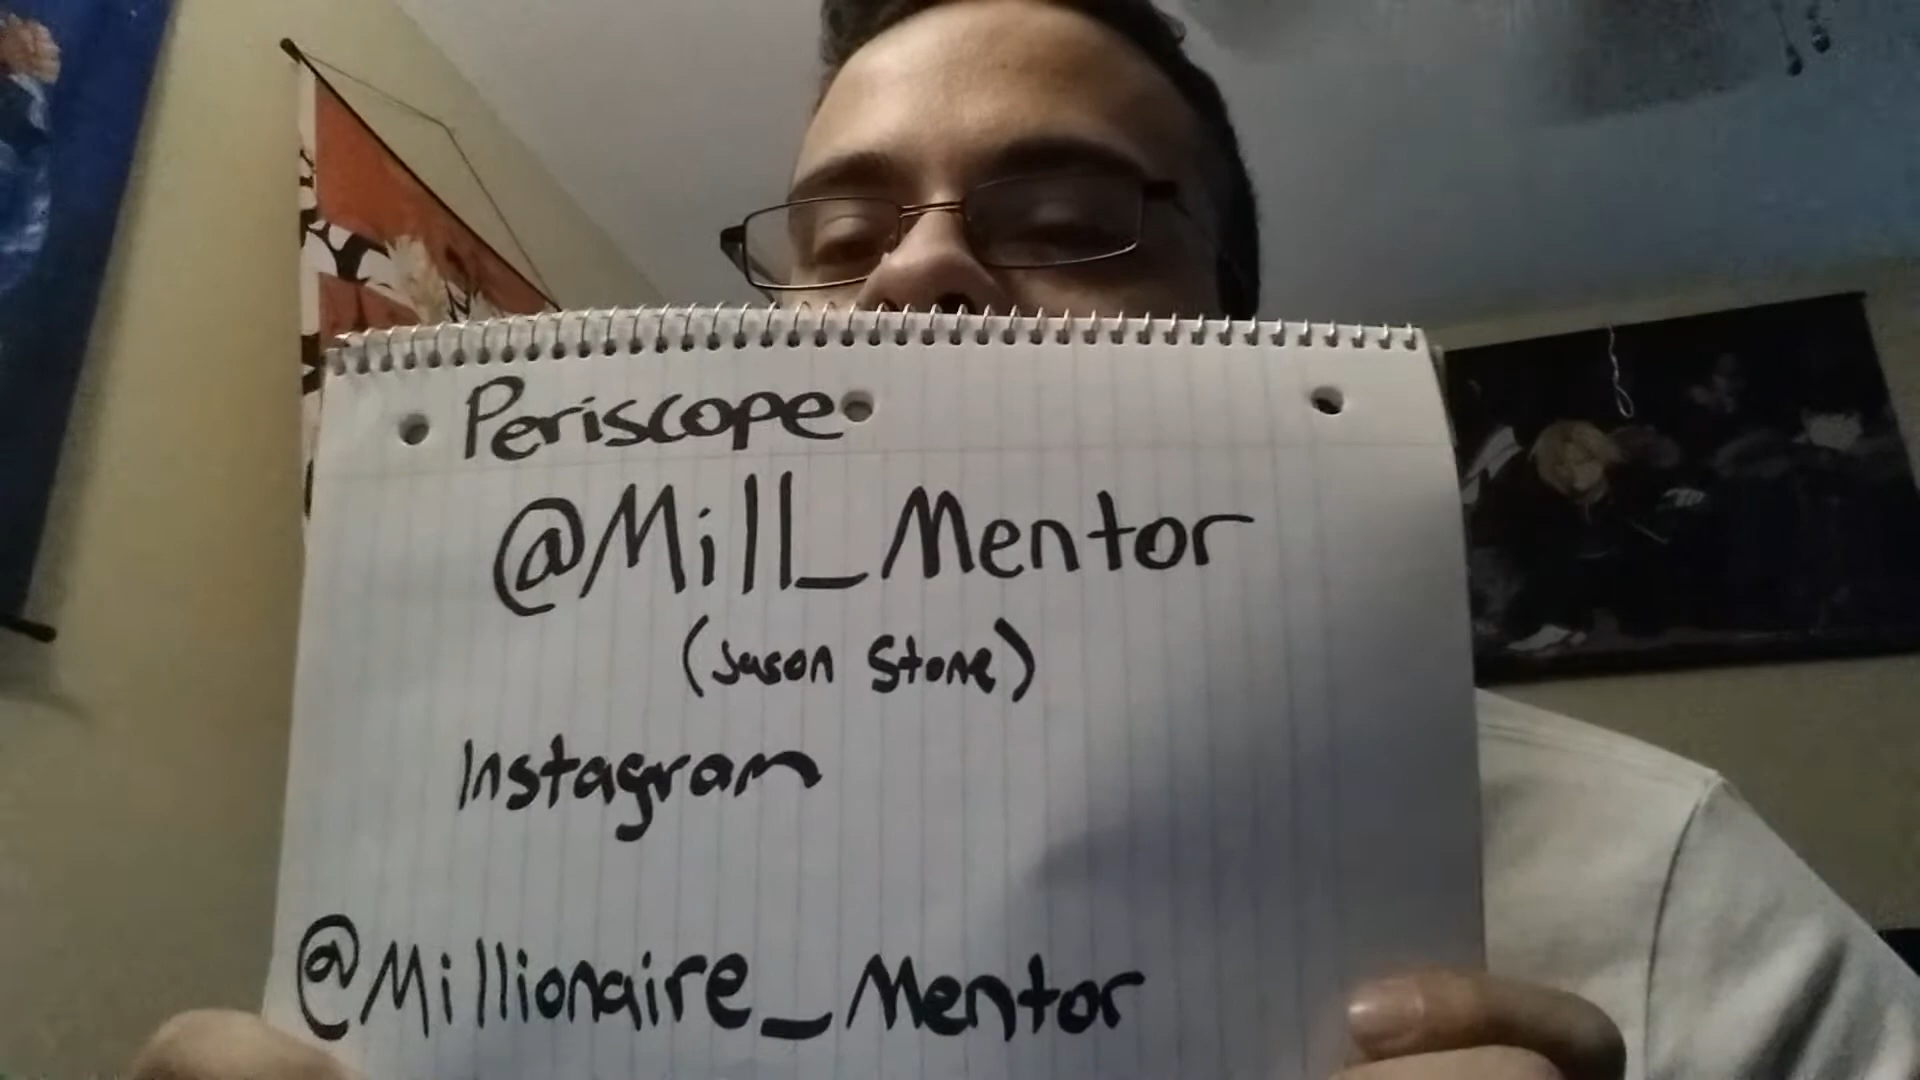 Periscope
@Mill_Mentor
(Jason Stone)
Instagram
@Millionaire_Mentor